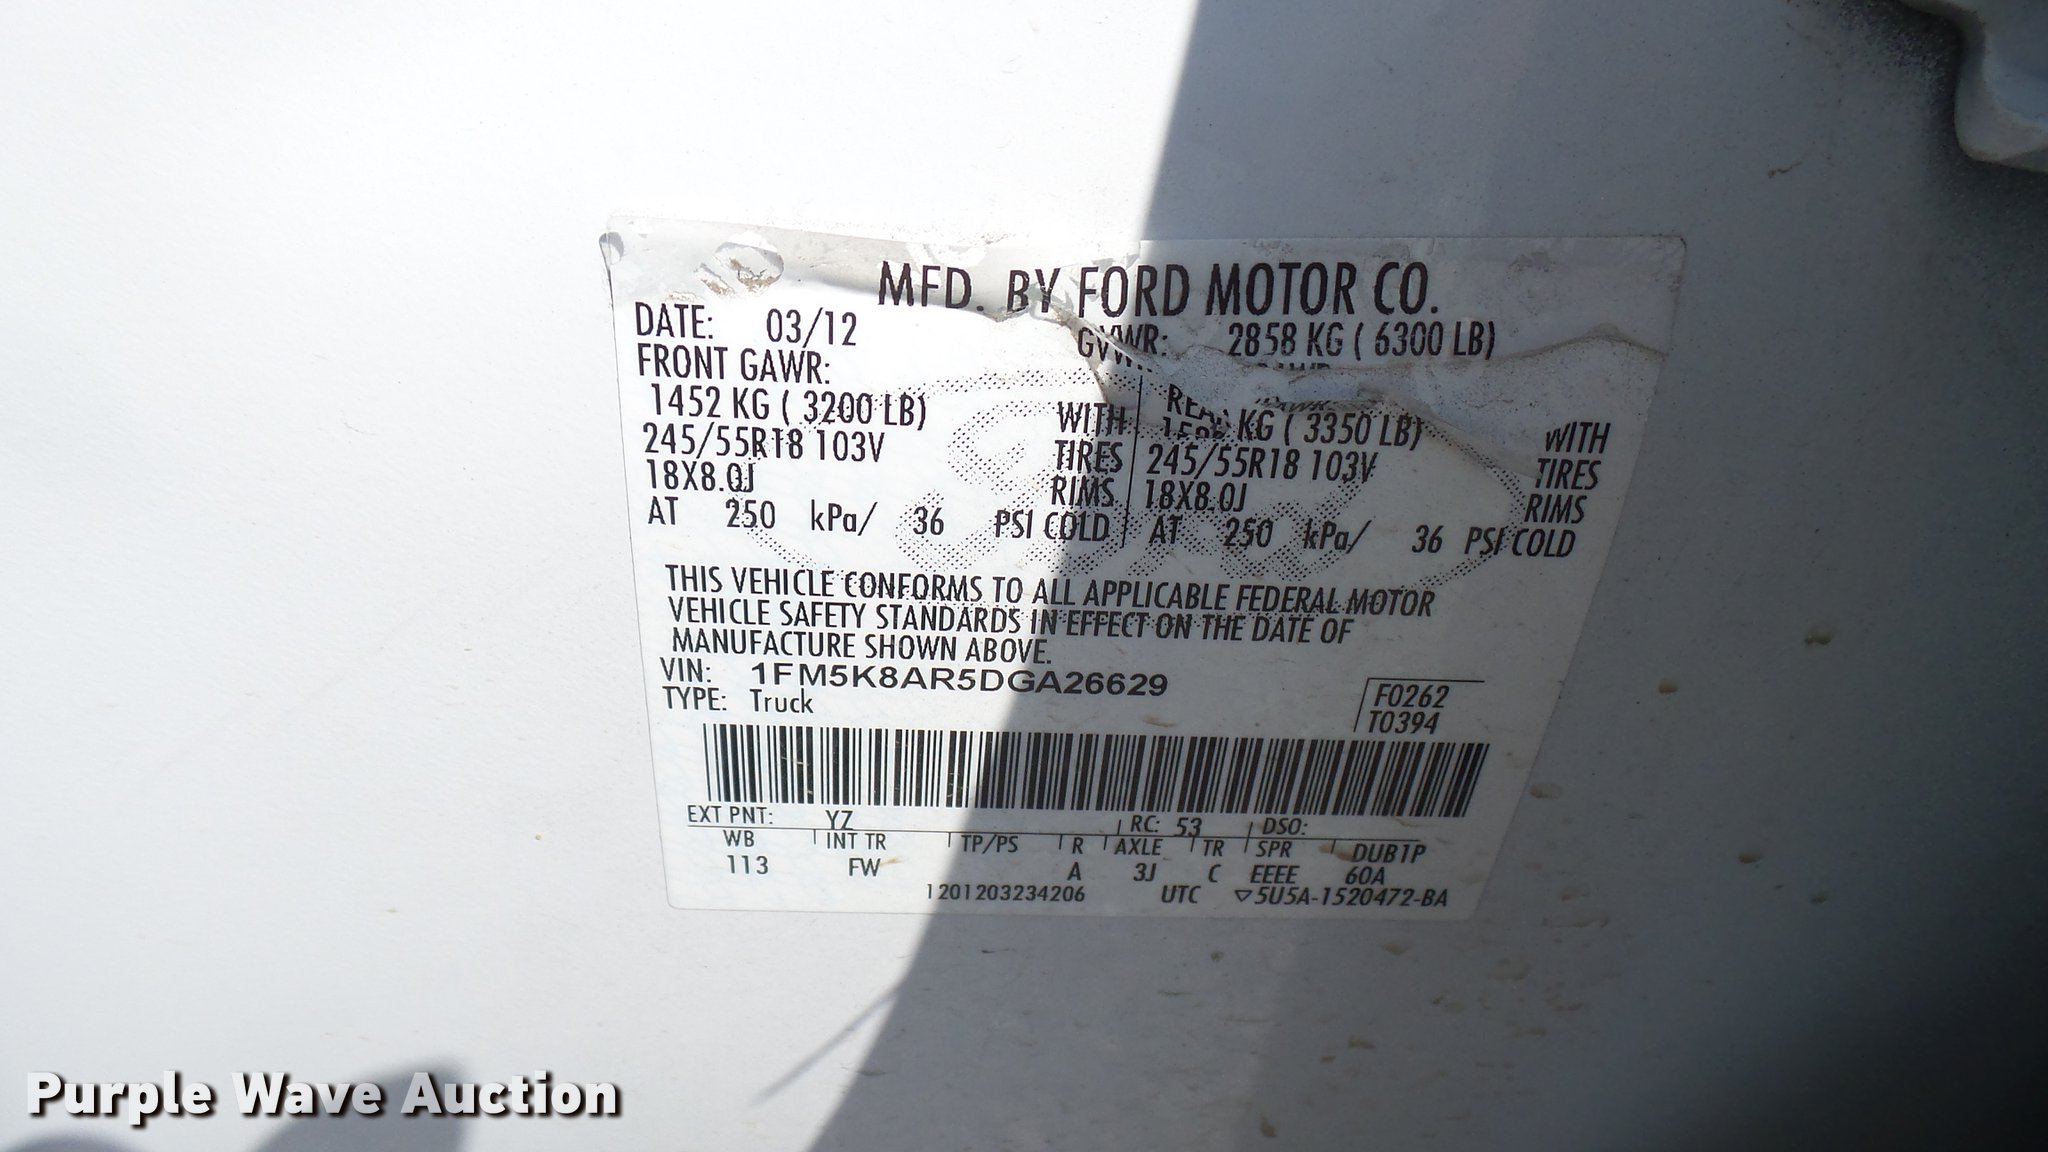 MFD. BY FORD MOTOR CO.
DATE: 03/12 GVWR: 2858 KG ( 6300 LB)
FRONT GAWR:
1452 KG ( 3200 LB) WITH KG ( 3350 LB) WITH
245/55R18 103V TIRES 245/55R18 103V TIRES
18X8.0J RIMS 18X8.0J RIMS
AT 250 kPa/ 36 PSI COLD AT 250 kPa/ 36 PSI COLD
THIS VEHICLE CONFORMS TO ALL APPLICABLE FEDERAL MOTOR
VEHICLE SAFETY STANDARDS IN EFFECT ON THE DATE OF
MANUFACTURE SHOWN ABOVE.
VIN: 1FM5K8AR5DGA26629
TYPE: Truck
F0262
T0394
EXT PNT: YZ RC: 53 DSO:
WB INT TR TP/PS R AXLE TR SPR DUB1P
113 FW A 3J C EEEE 60A
1201203234206 UTC ▽5U5A-1520472-BA
Purple Wave Auction